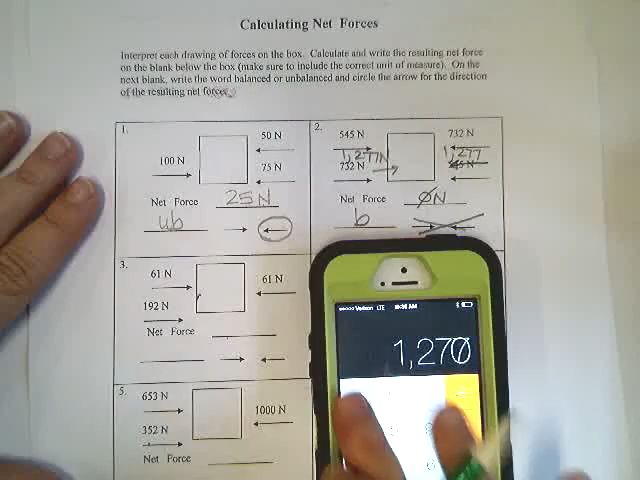 Calculating Net Forces
Interpret each drawing of forces on the box. Calculate and write the resulting net force
on the blank below the box (make sure to include the correct unit of measure). On the
next blank, write the word balanced or unbalanced and circle the arrow for the direction
of the resulting net force.
1.
50 N
100 N
75 N
Net Force 25 N
ub
2.
545 N
732 N
1,277N
1,277
732 N
Net Force ØN
b
3.
61 N
61 N
192 N
Net Force
5.
653 N
1000 N
352 N
Net Force
Verizon LTE
1,270